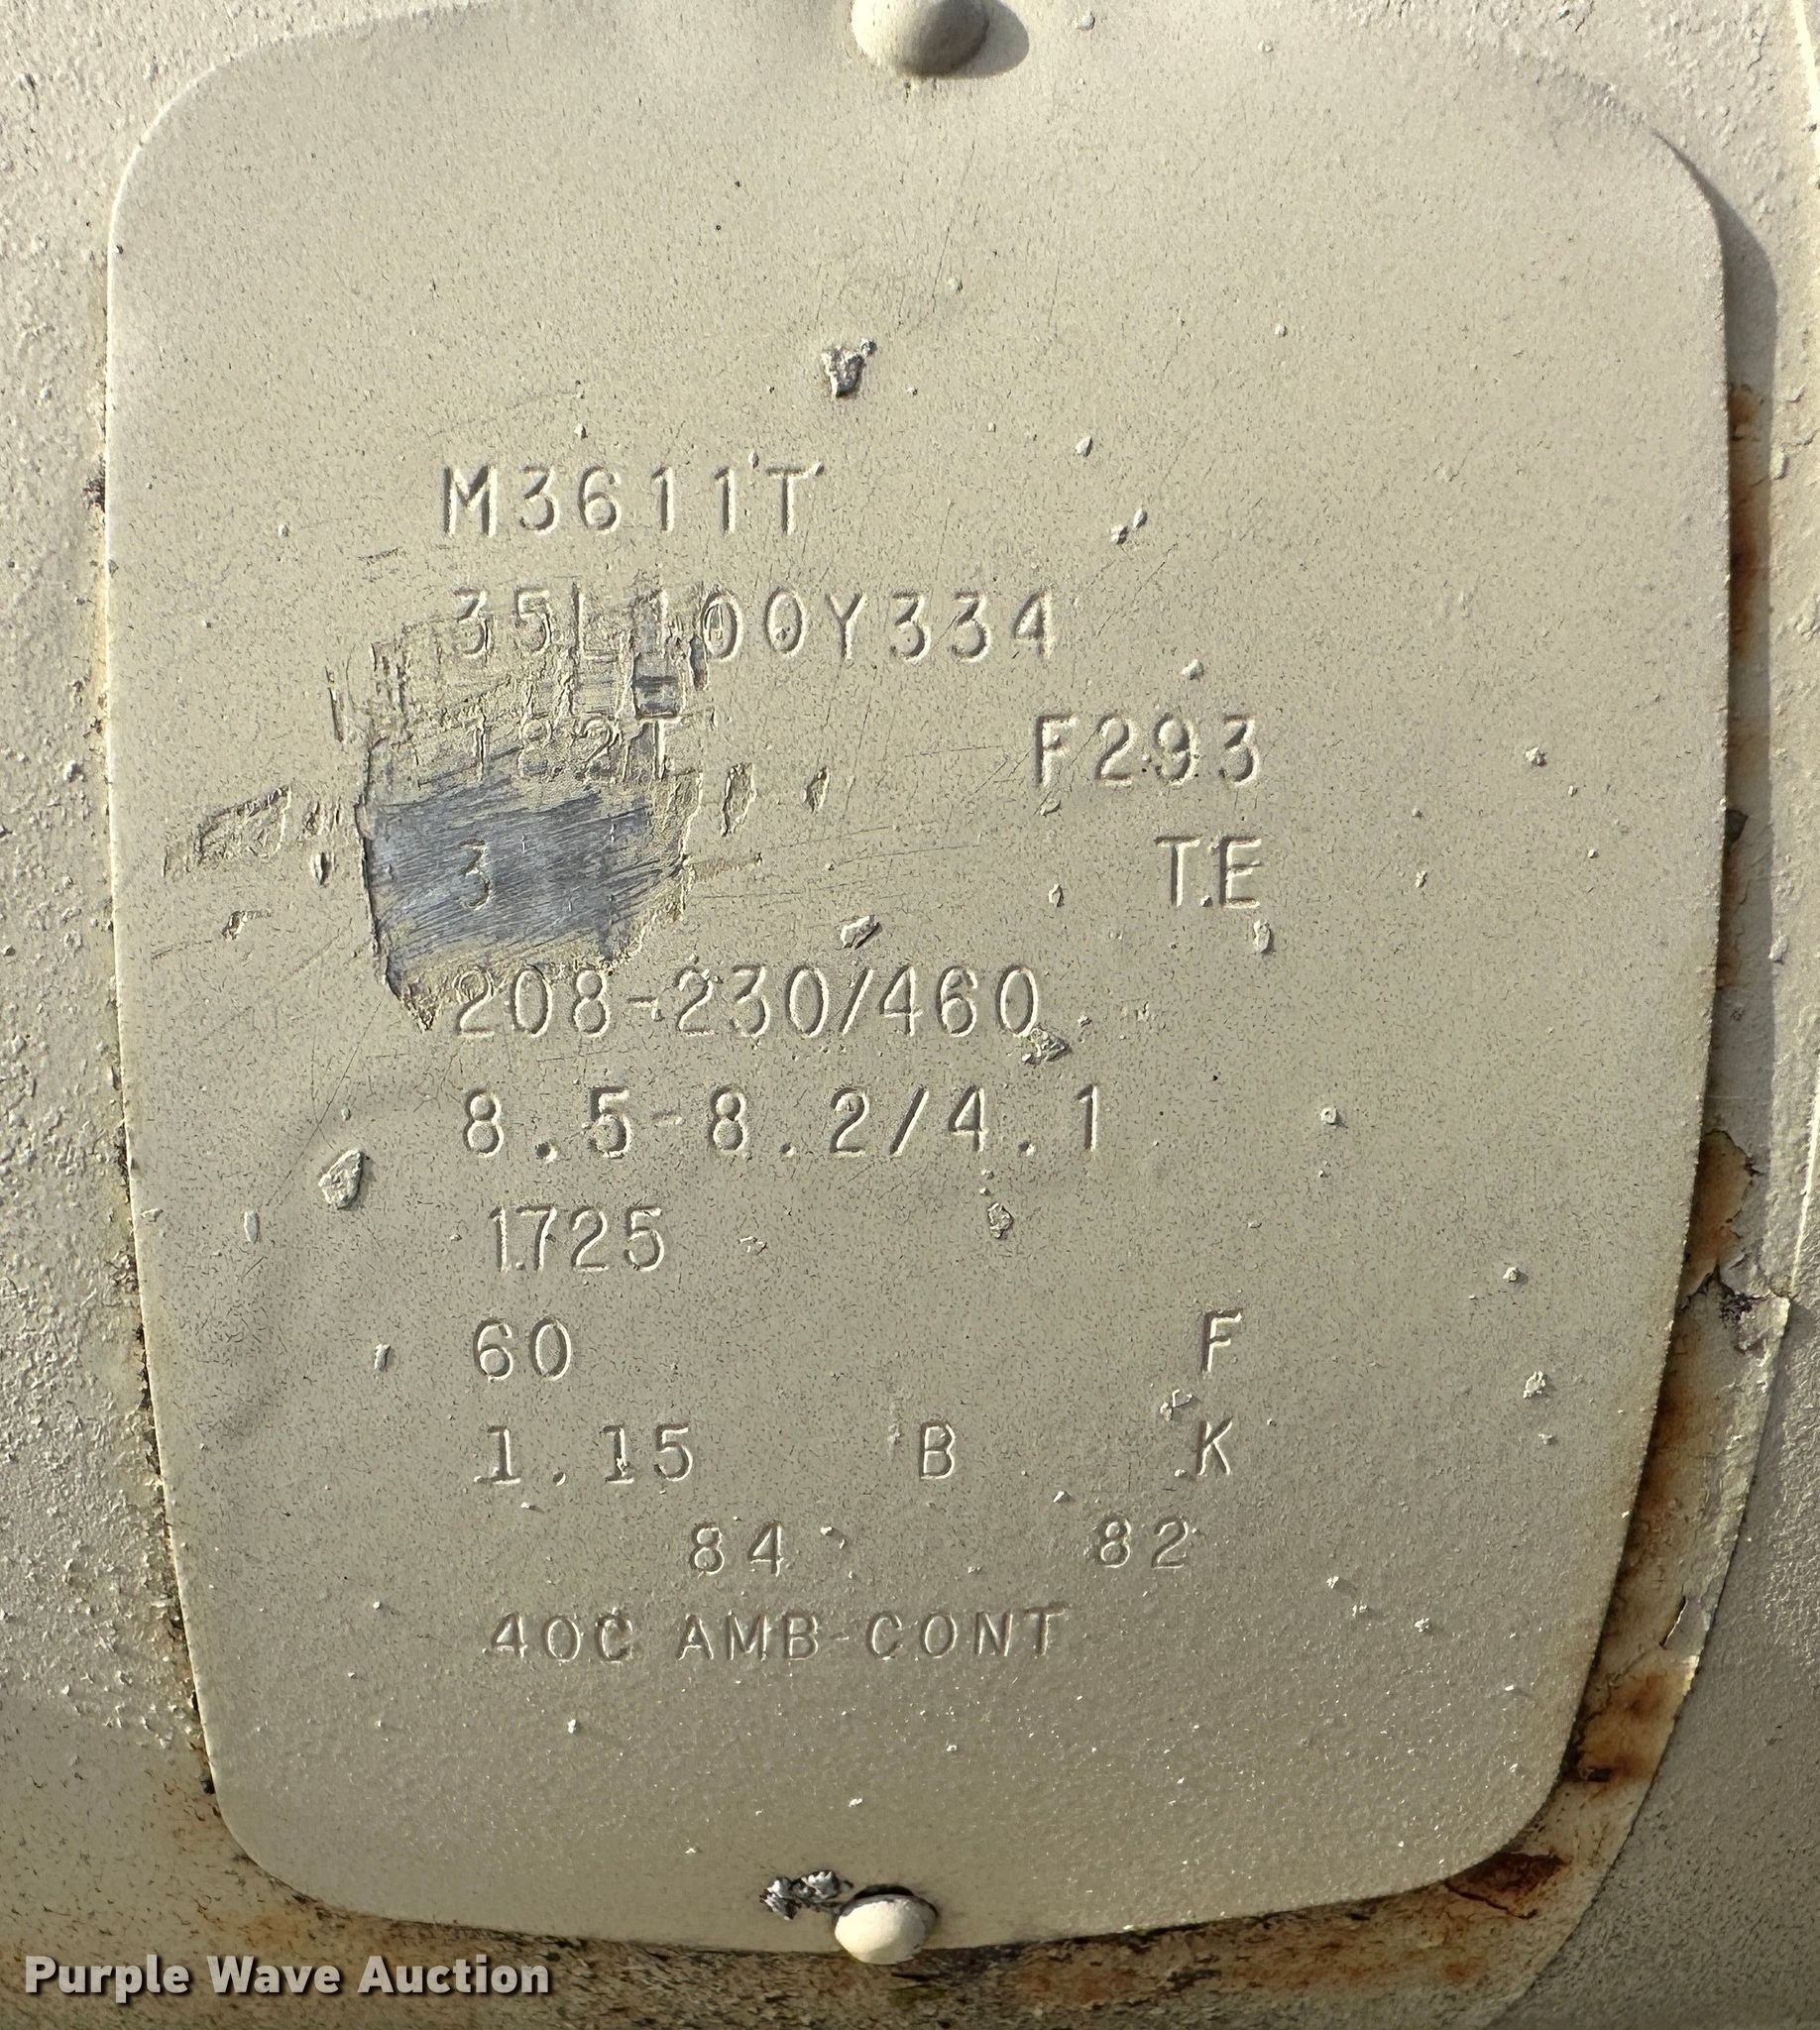 M3611T
35L100Y334
182T F293
3 TE
208-230/460
8.5-8.2/4.1
1725
60 F
1.15 B K
84 82
40C AMB-CONT
Purple Wave Auction